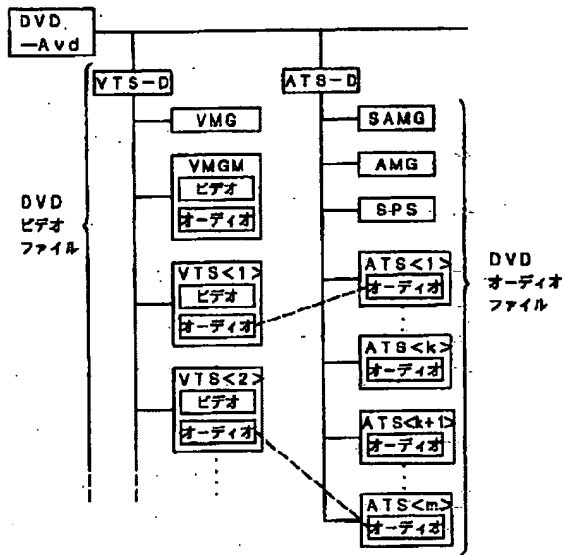 DVD
－Avd
VTS－D
VMG
VMGM
ビデオ
オーディオ
VTS<1>
ビデオ
オーディオ
VTS<2>
ビデオ
オーディオ
DVD
ビデオ
ファイル
ATS－D
SAMG
AMG
SPS
ATS<1>
オーディオ
ATS<k>
オーディオ
ATS<k+1>
オーディオ
ATS<m>
オーディオ
DVD
オーディオ
ファイル